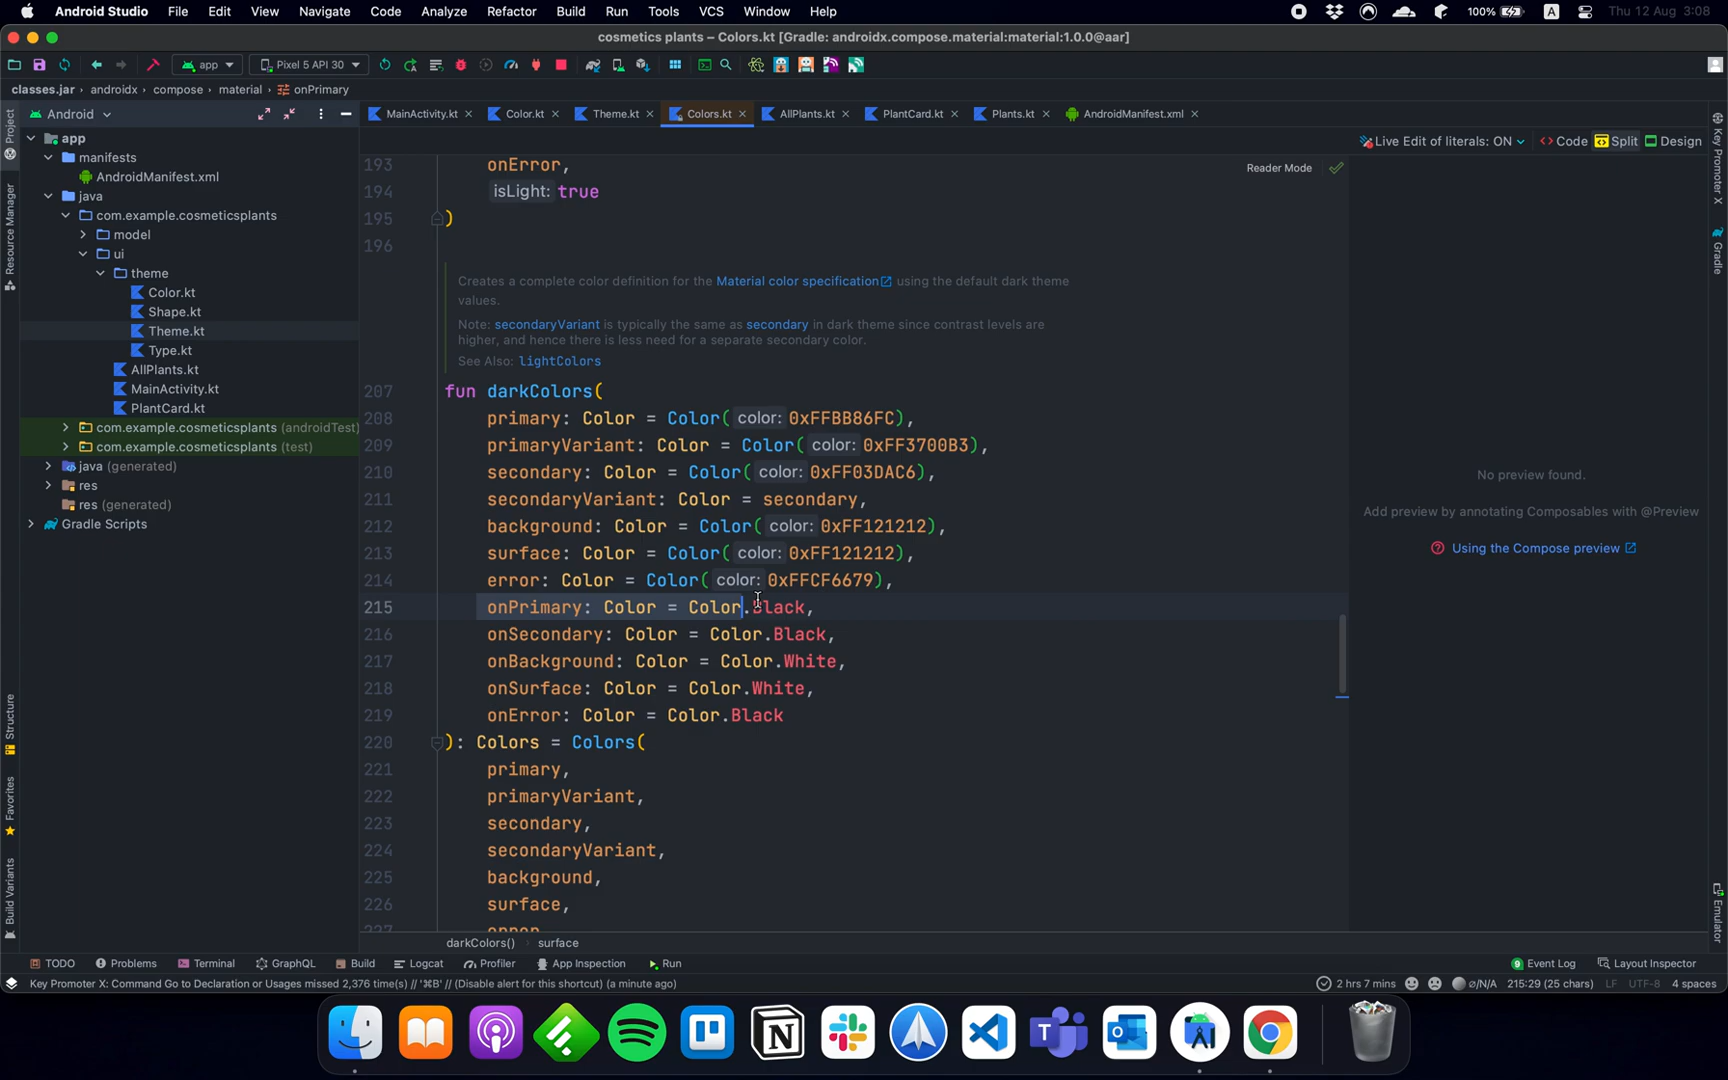 Android Studio File Edit View Navigate Code Analyze Refactor Build Run Tools VCS Window Help 100% A Thu 12 Aug 3:08
cosmetics plants – Colors.kt [Gradle: androidx.compose.material:material:1.0.0@aar]
app Pixel 5 API 30
classes.jar androidx compose material onPrimary
Android MainActivity.kt Color.kt Theme.kt Colors.kt AllPlants.kt PlantCard.kt Plants.kt AndroidManifest.xml
Live Edit of literals: ON Code Split Design
Reader Mode
app
manifests
AndroidManifest.xml
java
com.example.cosmeticsplants
model
ui
theme
Color.kt
Shape.kt
Theme.kt
Type.kt
AllPlants.kt
MainActivity.kt
PlantCard.kt
com.example.cosmeticsplants (androidTest)
com.example.cosmeticsplants (test)
java (generated)
res
res (generated)
Gradle Scripts
Project
Resource Manager
Structure
Favorites
Build Variants
193 onError,
194 isLight: true
195 )
196
Creates a complete color definition for the Material color specification using the default dark theme
values.
Note: secondaryVariant is typically the same as secondary in dark theme since contrast levels are
higher, and hence there is less need for a separate secondary color.
See Also: lightColors
207 fun darkColors(
208 primary: Color = Color( color: 0xFFBB86FC),
209 primaryVariant: Color = Color( color: 0xFF3700B3),
210 secondary: Color = Color( color: 0xFF03DAC6),
211 secondaryVariant: Color = secondary,
212 background: Color = Color( color: 0xFF121212),
213 surface: Color = Color( color: 0xFF121212),
214 error: Color = Color( color: 0xFFCF6679),
215 onPrimary: Color = Color.Black,
216 onSecondary: Color = Color.Black,
217 onBackground: Color = Color.White,
218 onSurface: Color = Color.White,
219 onError: Color = Color.Black
220 ): Colors = Colors(
221 primary,
222 primaryVariant,
223 secondary,
224 secondaryVariant,
225 background,
226 surface,
227 error
darkColors() surface
No preview found.
Add preview by annotating Composables with @Preview
Using the Compose preview
Key Promoter X
Gradle
Emulator
TODO Problems Terminal GraphQL Build Logcat Profiler App Inspection Run 9 Event Log Layout Inspector
Key Promoter X: Command Go to Declaration or Usages missed 2,376 time(s) // '⌘B' // (Disable alert for this shortcut) (a minute ago) 2 hrs 7 mins ∅/N/A 215:29 (25 chars) LF UTF-8 4 spaces